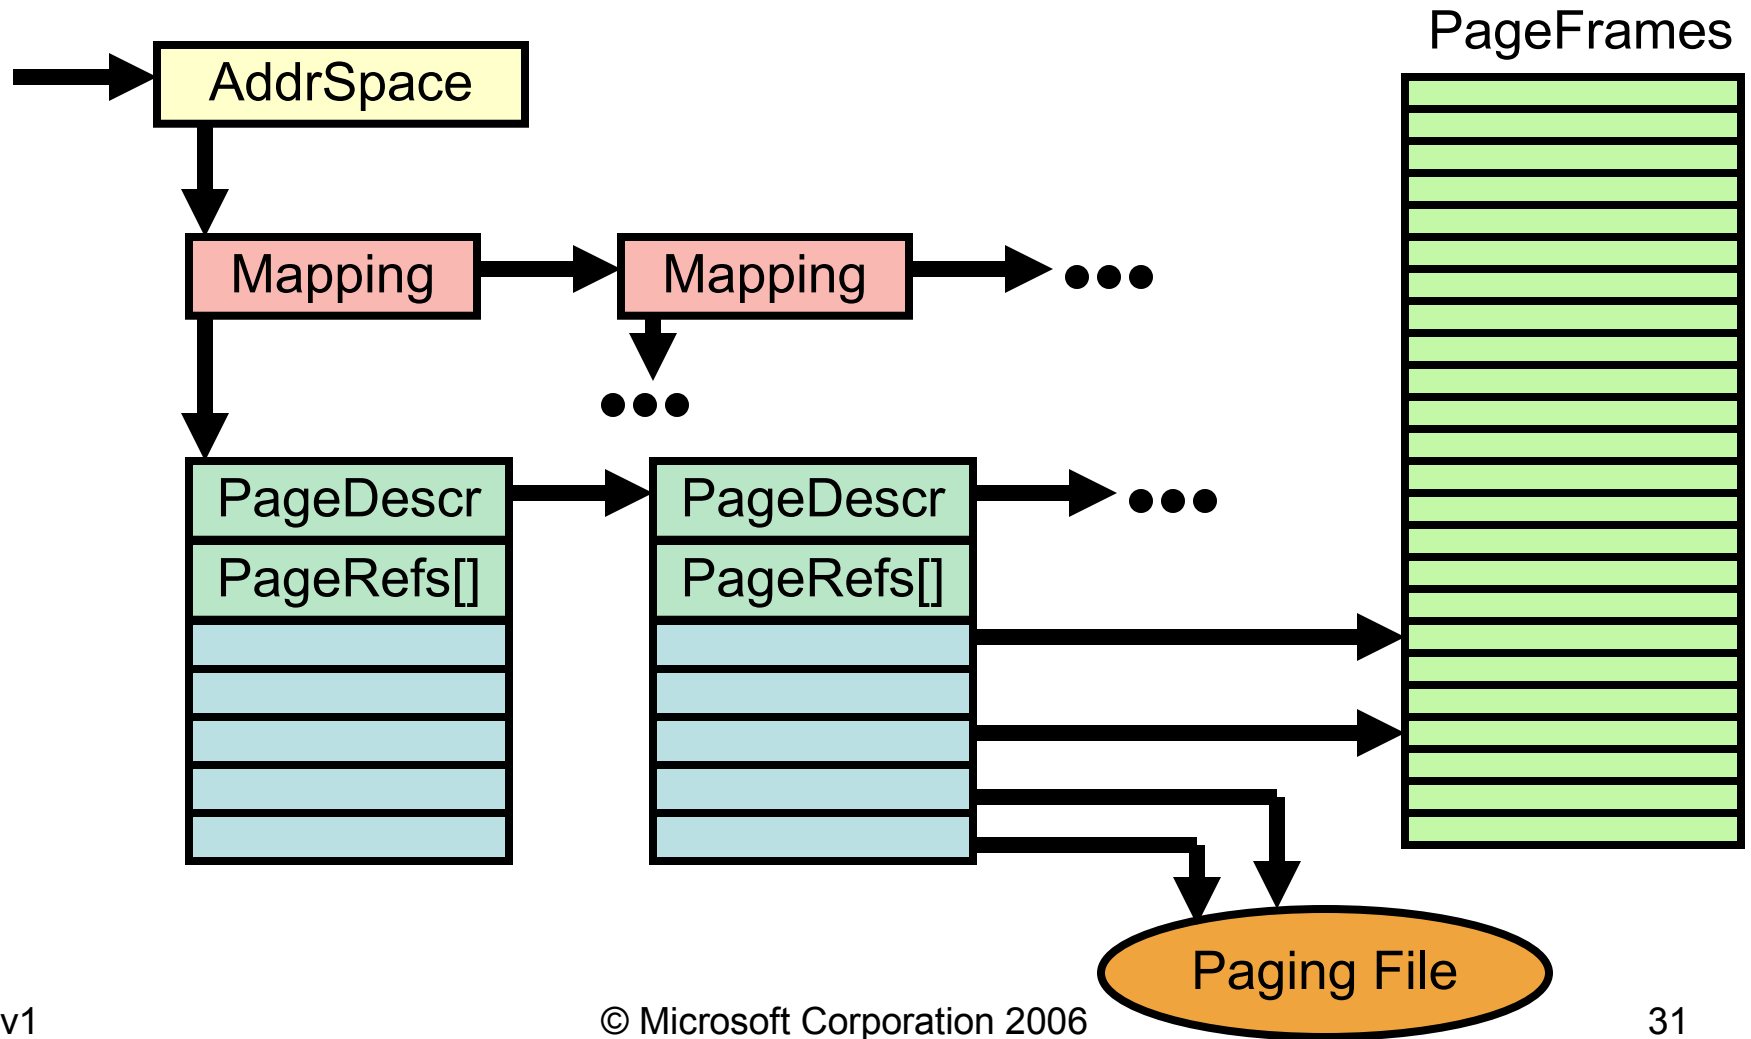 PageFrames
AddrSpace
Mapping
Mapping
PageDescr
PageDescr
PageRefs[]
PageRefs[]
Paging File
v1
© Microsoft Corporation 2006
31